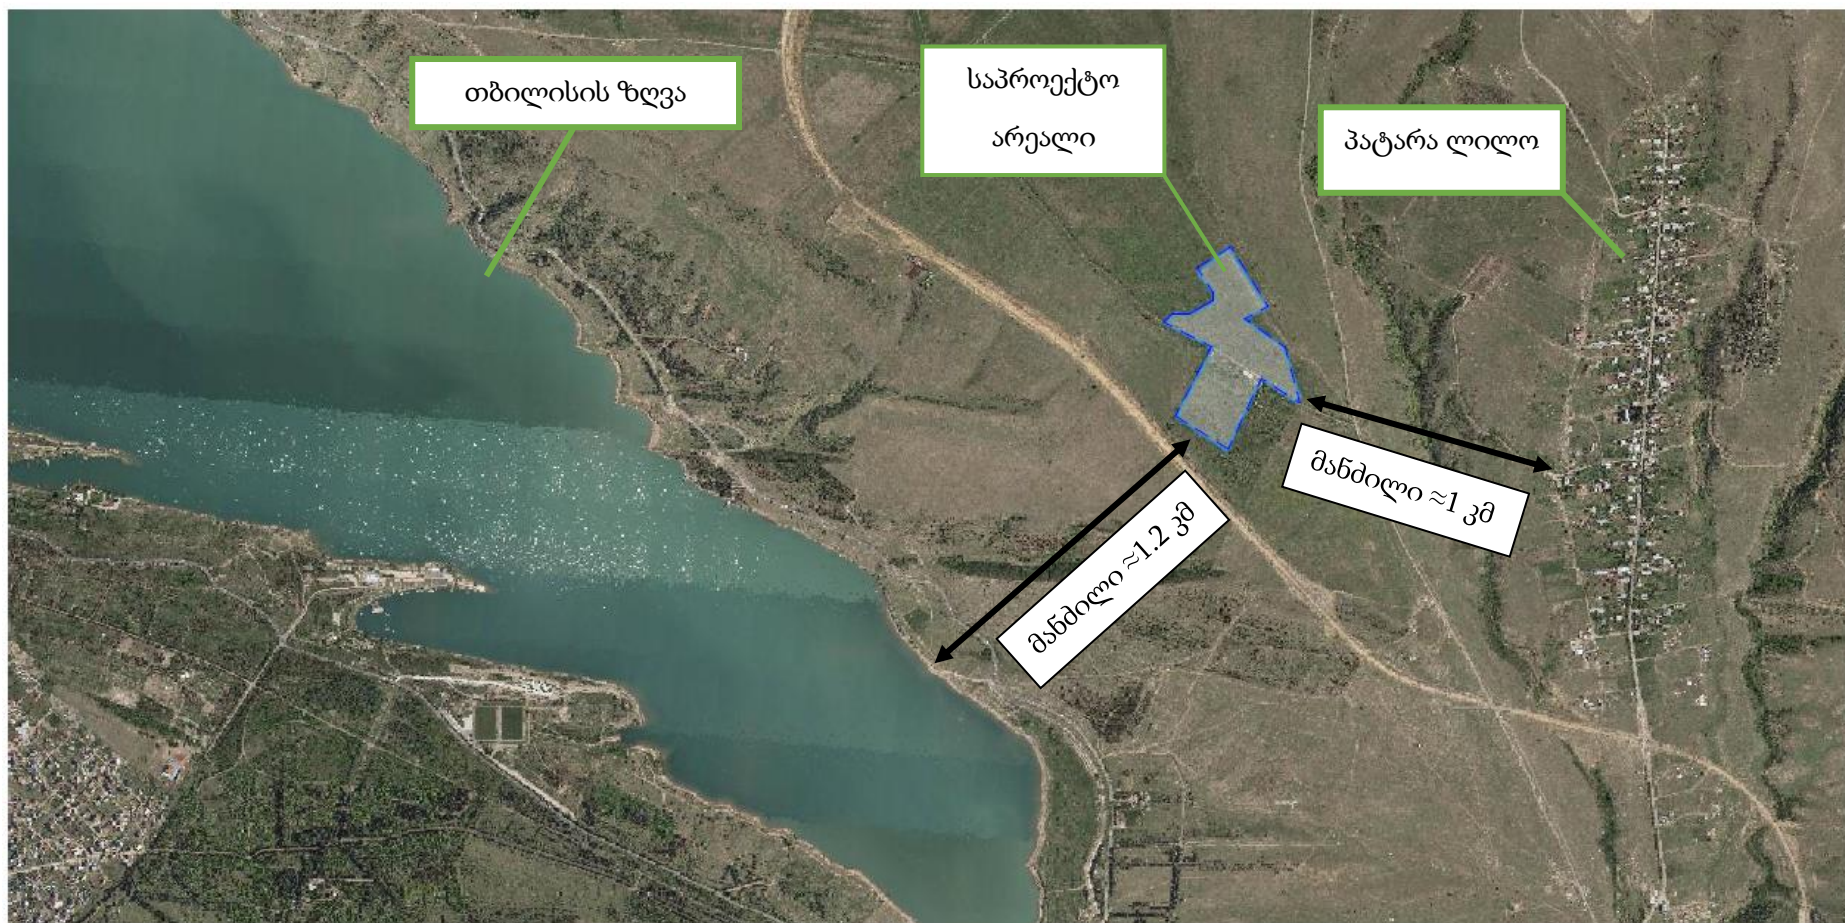 თბილისის ზღვა
საპროექტო
არეალი
პატარა ლილო
მანძილი ≈1 კმ
მანძილი ≈1.2 კმ